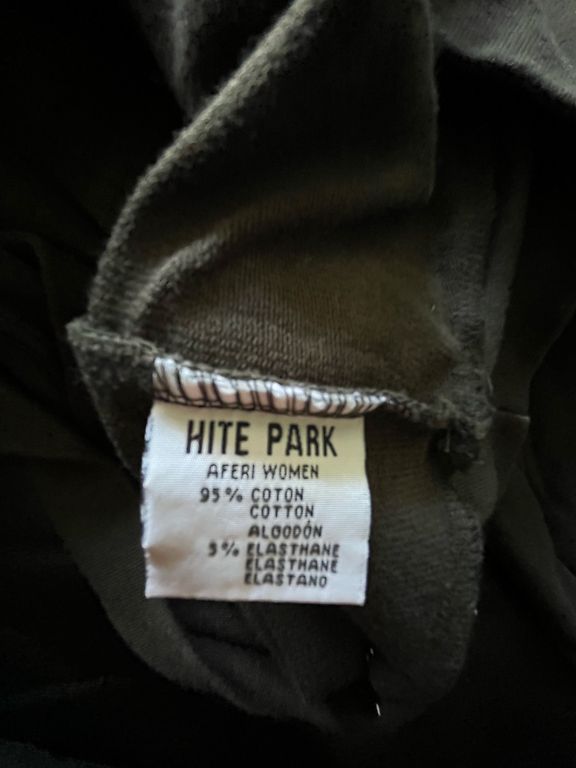 HITE PARK
AFERI WOMEN
95% COTON
COTTON
ALGODÓN
5% ELASTHANE
ELASTHANE
ELASTANO